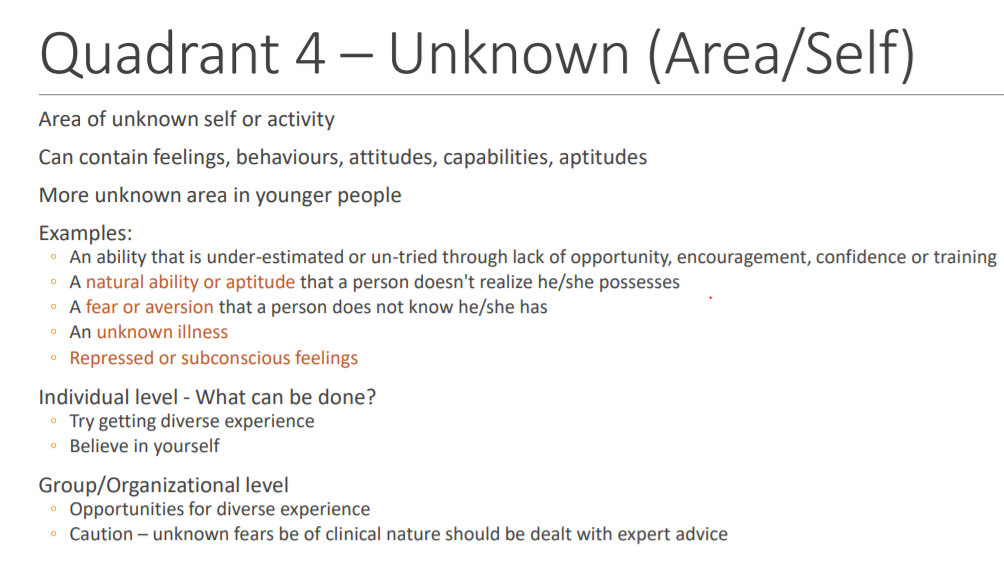 Quadrant 4 – Unknown (Area/Self)
Area of unknown self or activity
Can contain feelings, behaviours, attitudes, capabilities, aptitudes
More unknown area in younger people
Examples:
◦ An ability that is under-estimated or un-tried through lack of opportunity, encouragement, confidence or training
◦ A natural ability or aptitude that a person doesn't realize he/she possesses
◦ A fear or aversion that a person does not know he/she has
◦ An unknown illness
◦ Repressed or subconscious feelings
Individual level - What can be done?
◦ Try getting diverse experience
◦ Believe in yourself
Group/Organizational level
◦ Opportunities for diverse experience
◦ Caution – unknown fears be of clinical nature should be dealt with expert advice